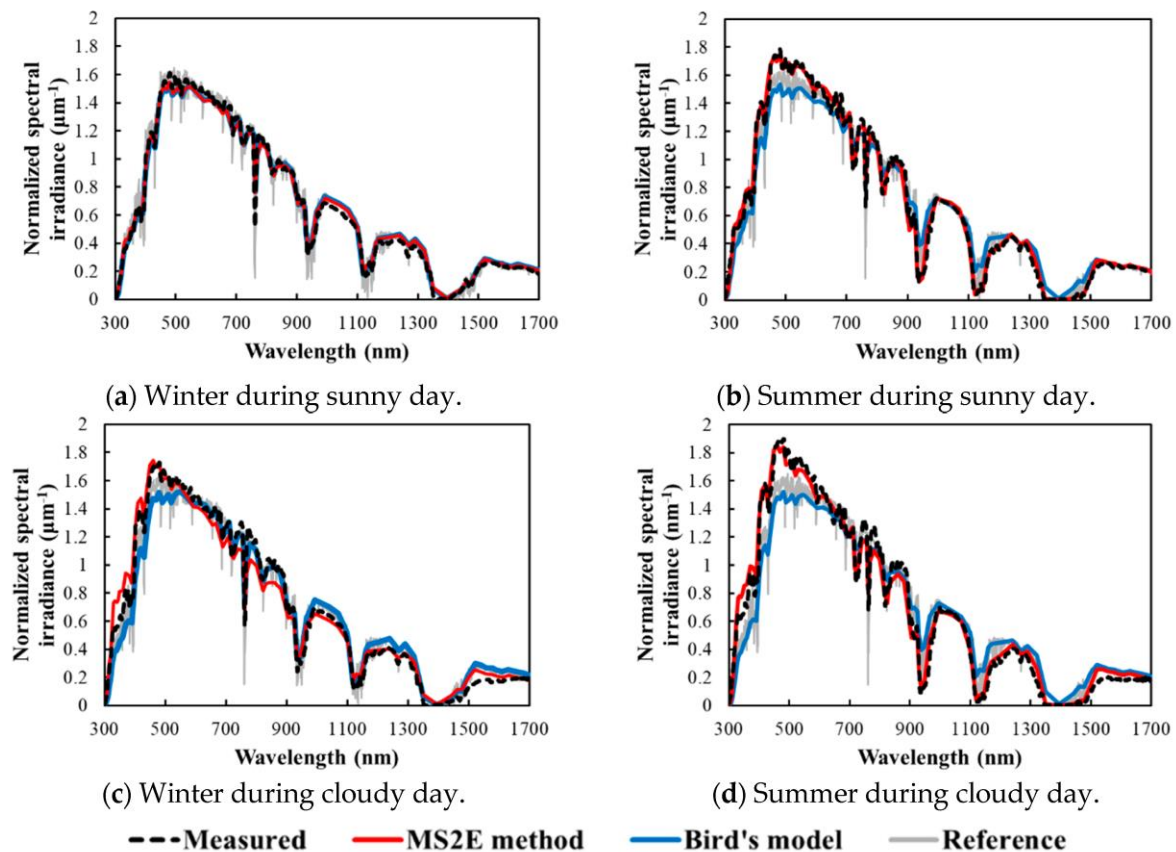 Normalized spectral
irradiance (μm⁻¹)
2
1.8
1.6
1.4
1.2
1
0.8
0.6
0.4
0.2
0
300 500 700 900 1100 1300 1500 1700
Wavelength (nm)
(a) Winter during sunny day.
Normalized spectral
irradiance (μm⁻¹)
2
1.8
1.6
1.4
1.2
1
0.8
0.6
0.4
0.2
0
300 500 700 900 1100 1300 1500 1700
Wavelength (nm)
(b) Summer during sunny day.
Normalized spectral
irradiance (μm⁻¹)
2
1.8
1.6
1.4
1.2
1
0.8
0.6
0.4
0.2
0
300 500 700 900 1100 1300 1500 1700
Wavelength (nm)
(c) Winter during cloudy day.
Normalized spectral
irradiance (nm⁻¹)
2
1.8
1.6
1.4
1.2
1
0.8
0.6
0.4
0.2
0
300 500 700 900 1100 1300 1500 1700
Wavelength (nm)
(d) Summer during cloudy day.
Measured MS2E method Bird's model Reference